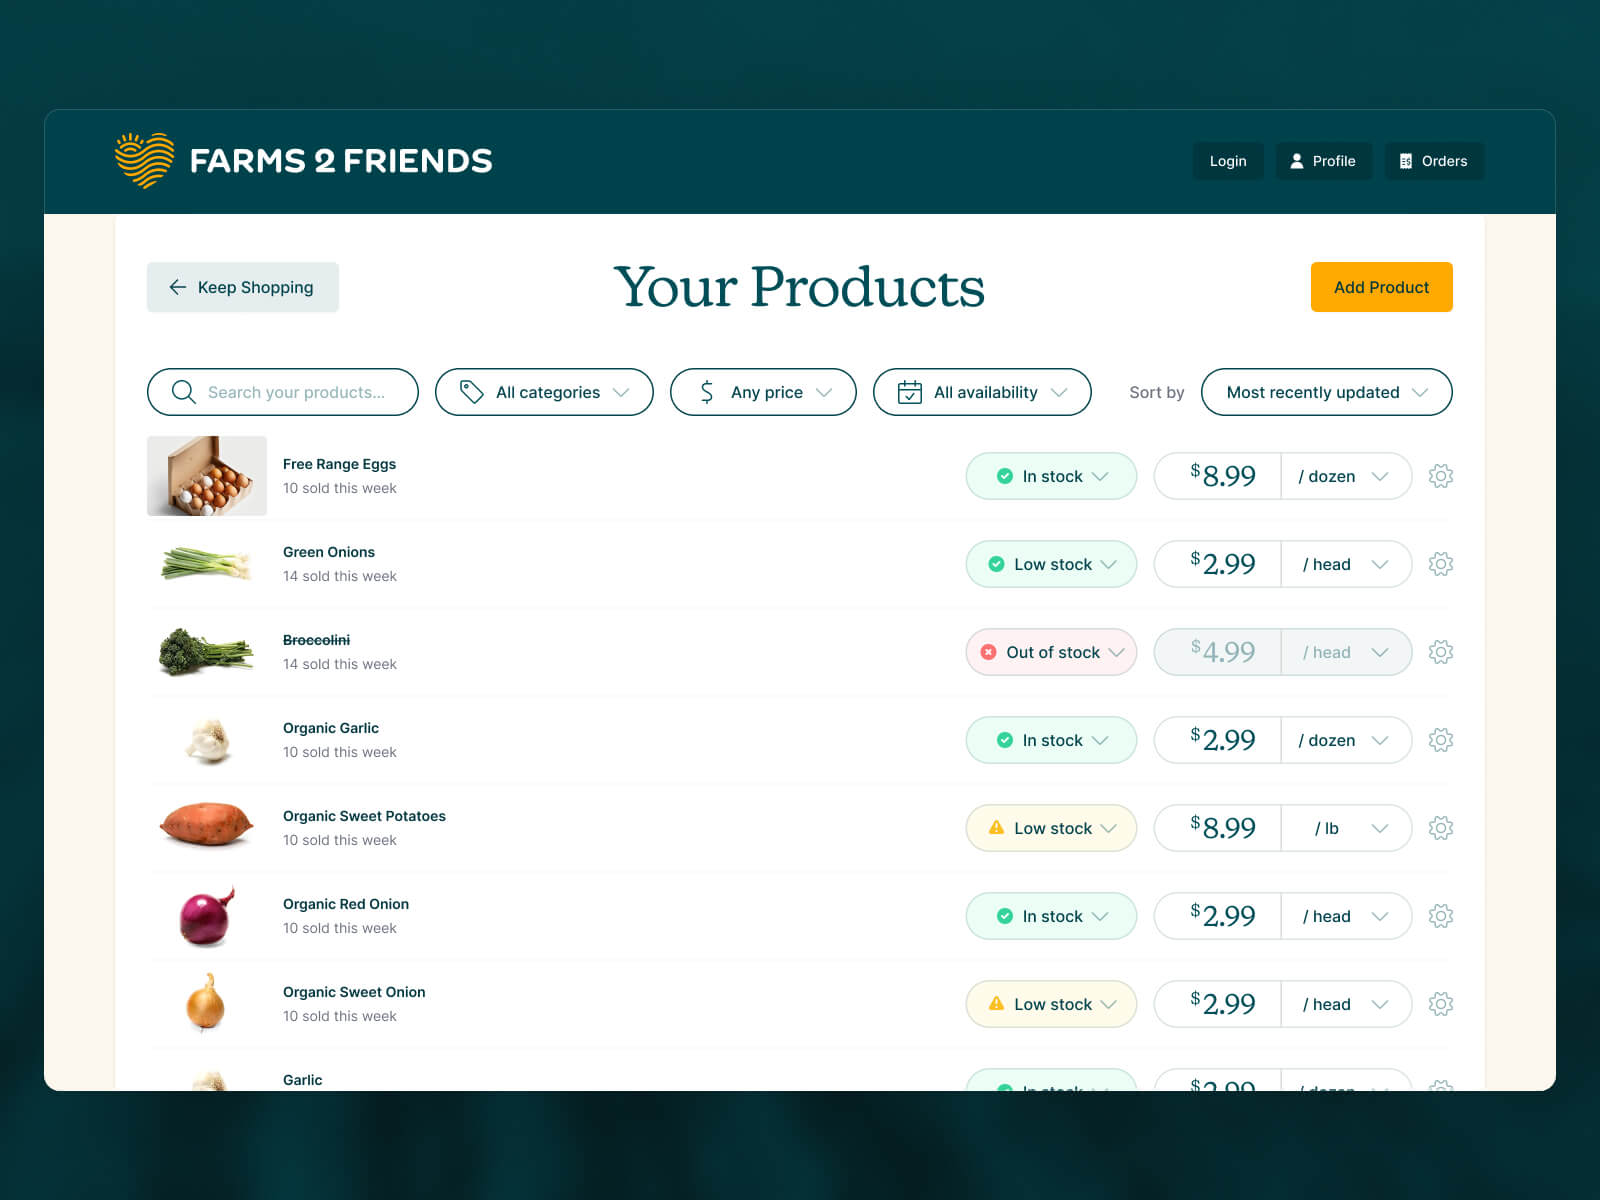 FARMS 2 FRIENDS
Login
Profile
Orders
Keep Shopping
Your Products
Add Product
Search your products...
All categories
Any price
All availability
Sort by
Most recently updated
Free Range Eggs
10 sold this week
In stock
$8.99
/ dozen
Green Onions
14 sold this week
Low stock
$2.99
/ head
Broccolini
14 sold this week
Out of stock
$4.99
/ head
Organic Garlic
10 sold this week
In stock
$2.99
/ dozen
Organic Sweet Potatoes
10 sold this week
Low stock
$8.99
/ lb
Organic Red Onion
10 sold this week
In stock
$2.99
/ head
Organic Sweet Onion
10 sold this week
Low stock
$2.99
/ head
Garlic
In stock
$2.99
/ dozen